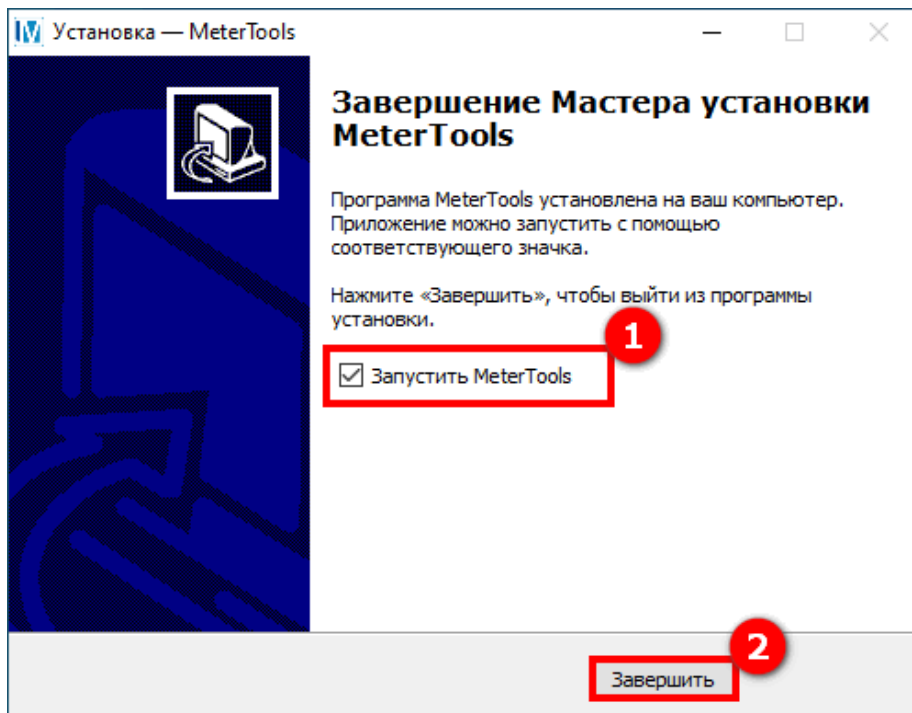 Установка — MeterTools
Завершение Мастера установки
MeterTools
Программа MeterTools установлена на ваш компьютер.
Приложение можно запустить с помощью
соответствующего значка.
Нажмите «Завершить», чтобы выйти из программы
установки.
1
Запустить MeterTools
2
Завершить